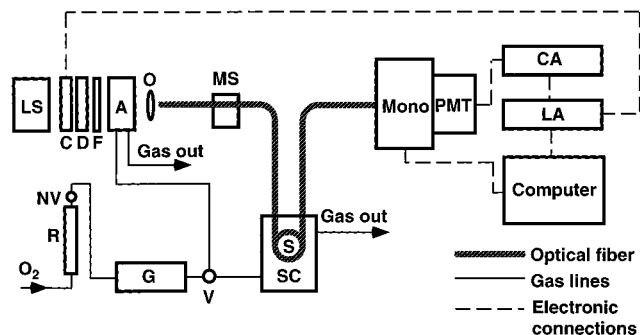 CA
O
MS
LS
A
Mono
PMT
LA
C D F
Gas out
NV
Computer
R
Gas out
S
O₂
G
SC
V
Optical fiber
Gas lines
Electronic
connections